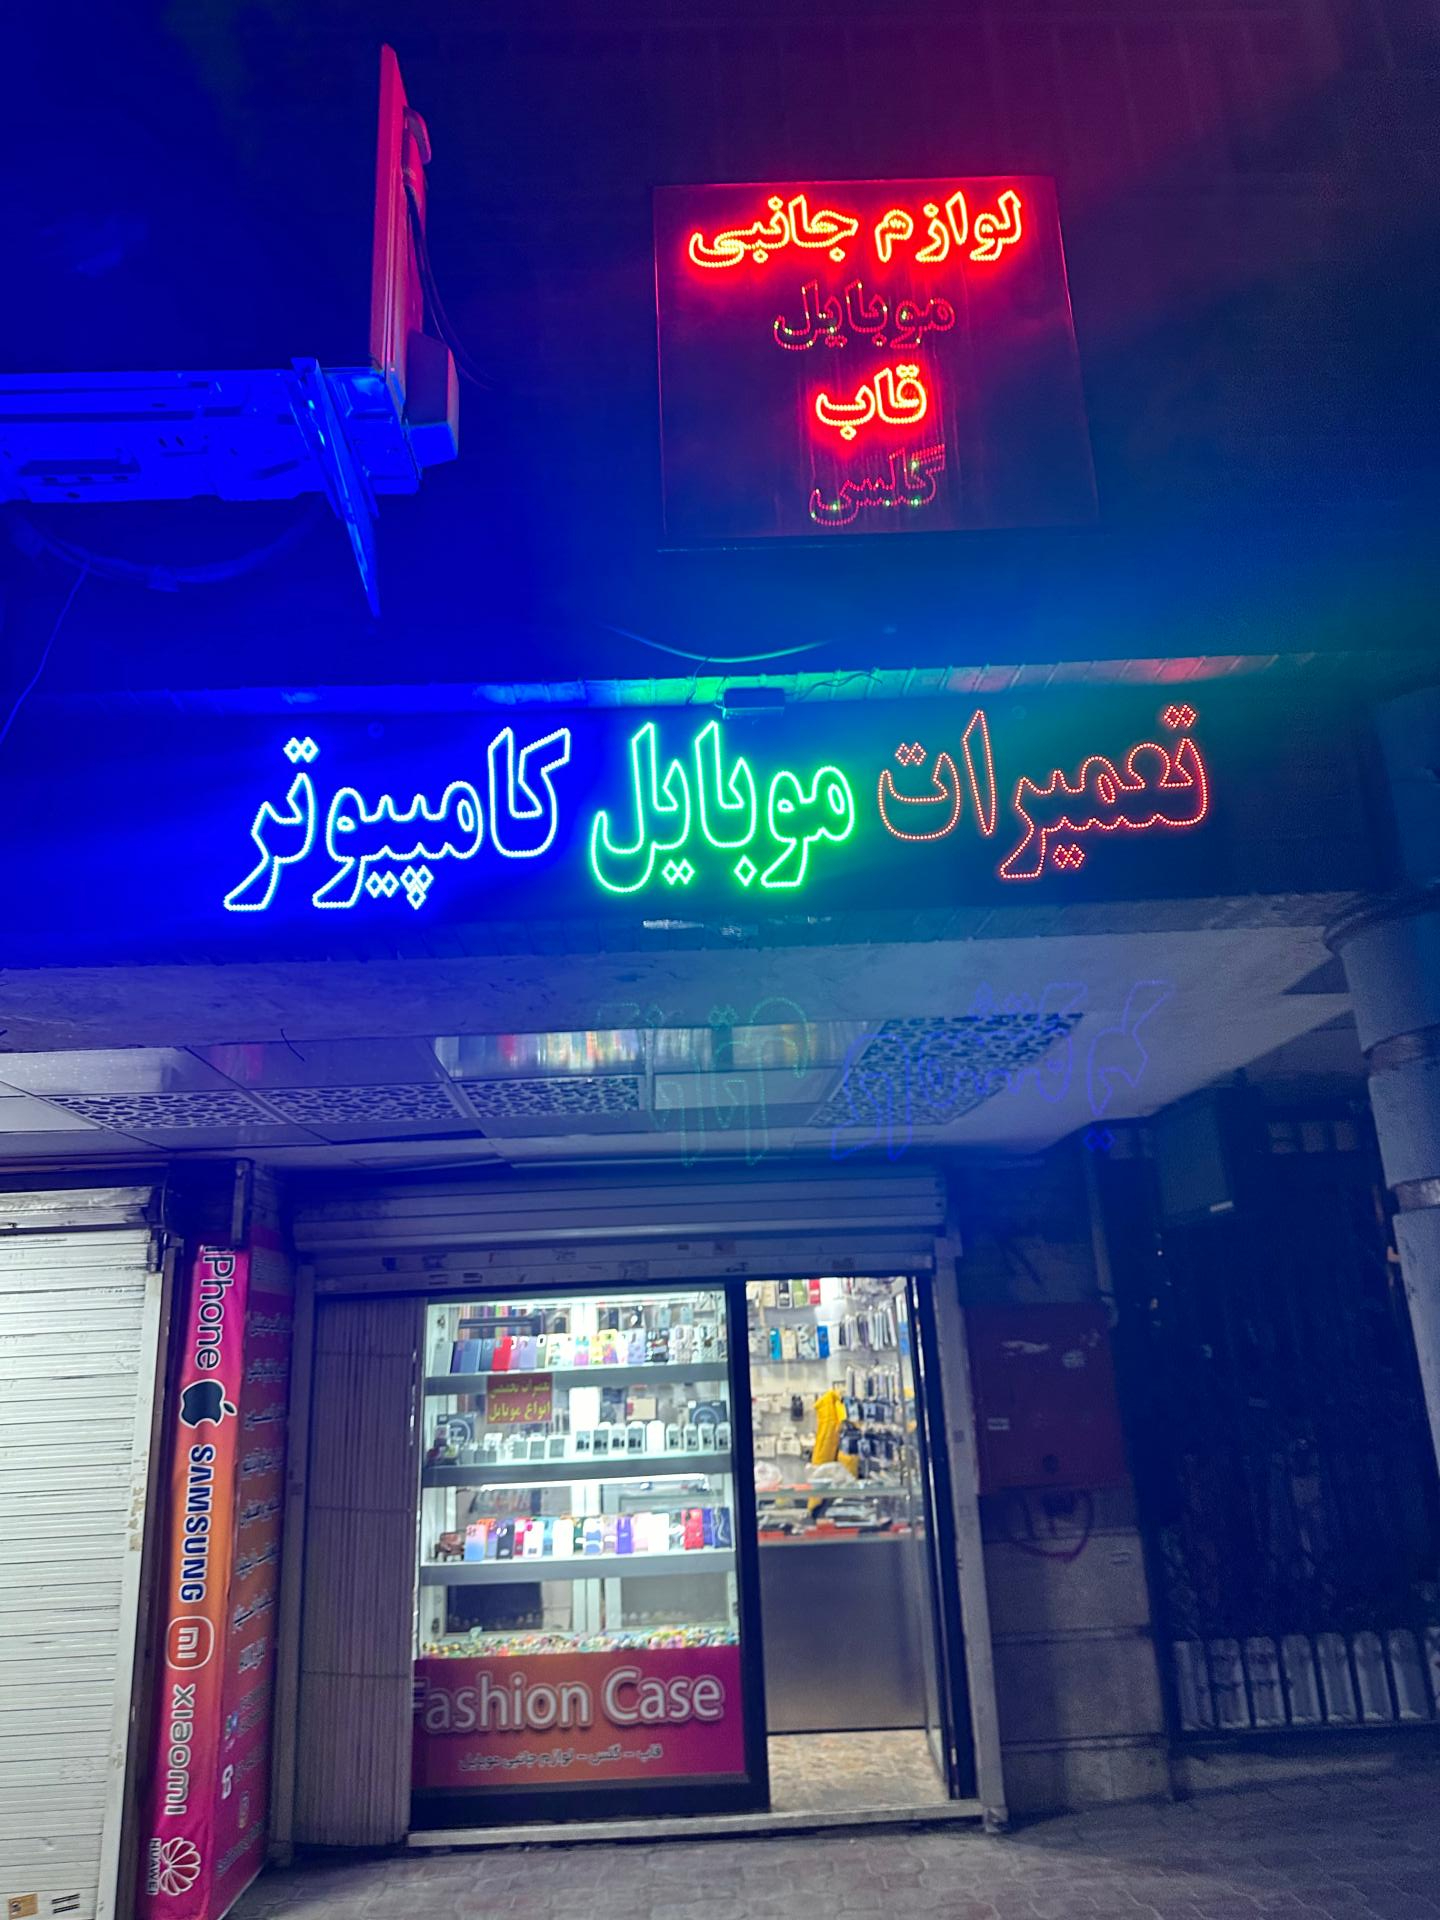 لوازم جانبی
موبایل
قاب
گلس
تعمیرات موبایل کامپیوتر
iPhone
SAMSUNG
mi
xiaomi
HUAWEI
تعمیرات تخصصی
انواع موبایل
Fashion Case
قاب - گلس - لوازم جانبی موبایل